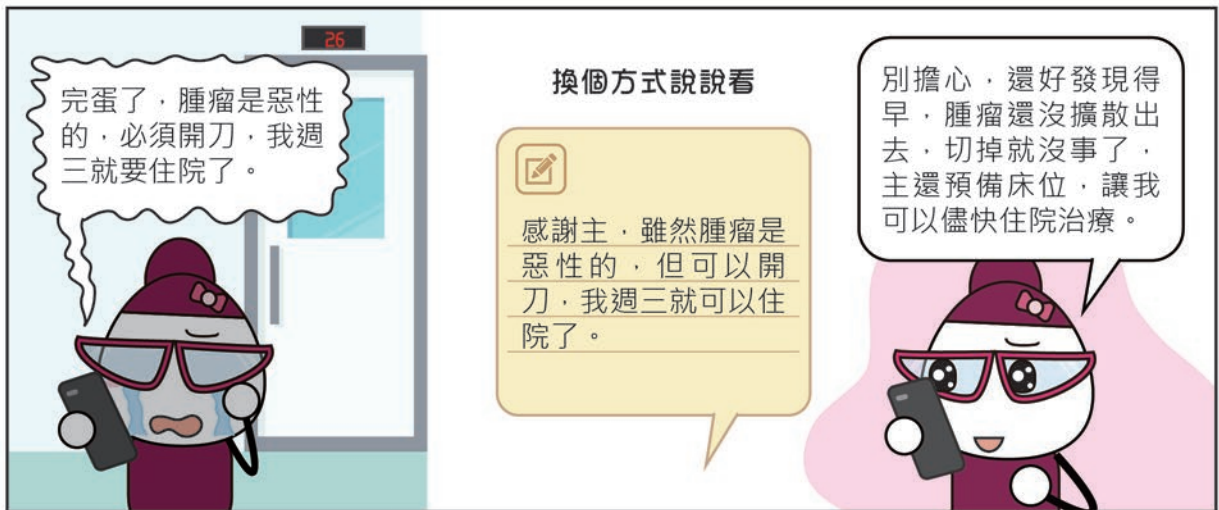 26
完蛋了，腫瘤是惡性
的，必須開刀，我週
三就要住院了。
換個方式說說看
感謝主，雖然腫瘤是
惡性的，但可以開
刀，我週三就可以住
院了。
別擔心，還好發現得
早，腫瘤還沒擴散出
去，切掉就沒事了，
主還預備床位，讓我
可以儘快住院治療。